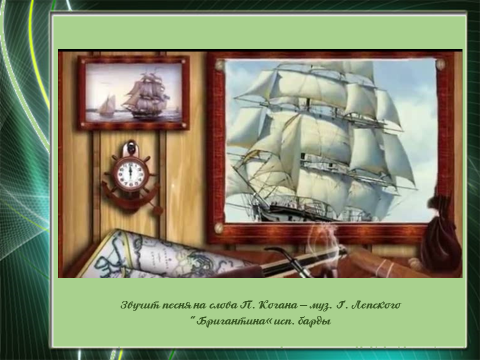 Звучит песня на слова П. Когана – муз. Г. Лепского
"Бригантина« исп. барды